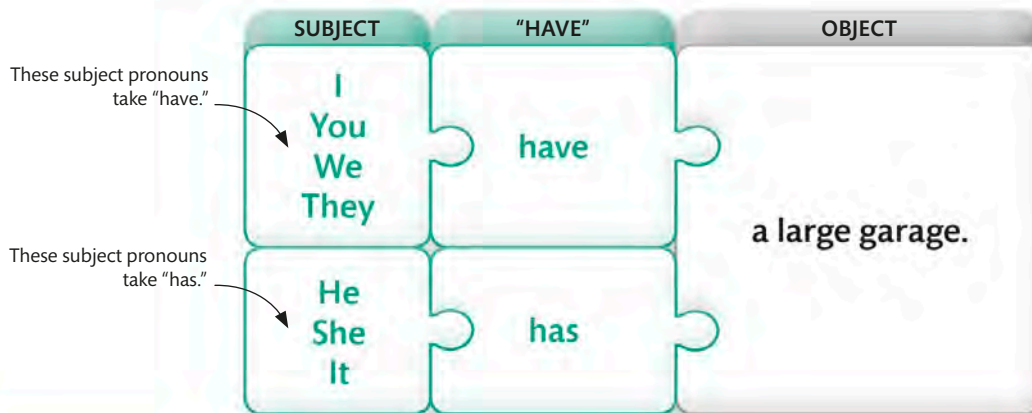 SUBJECT
"HAVE"
OBJECT
These subject pronouns
take "have."
I
You
We
They
have
a large garage.
These subject pronouns
take "has."
He
She
It
has